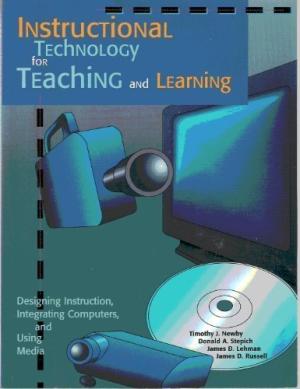 INSTRUCTIONAL
TECHNOLOGY
FOR
TEACHING AND LEARNING
Designing Instruction,
Integrating Computers,
and
Using
Media
Timothy J. Newby
Donald A. Stepich
James D. Lehman
James D. Russell